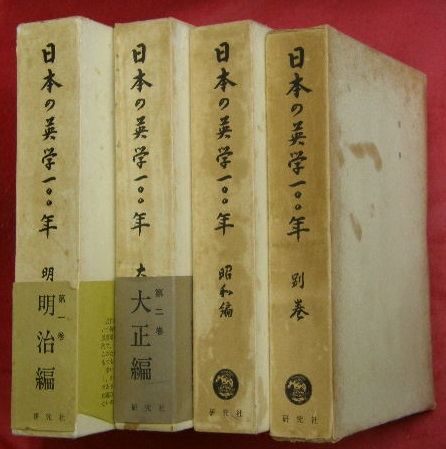 日本の英学一〇〇年
明
第一巻
明治編
研究社
日本の英学一〇〇年
大
第二巻
大正編
研究社
日本の英学一〇〇年
昭和編
研究社
日本の英学一〇〇年
別巻
研究社